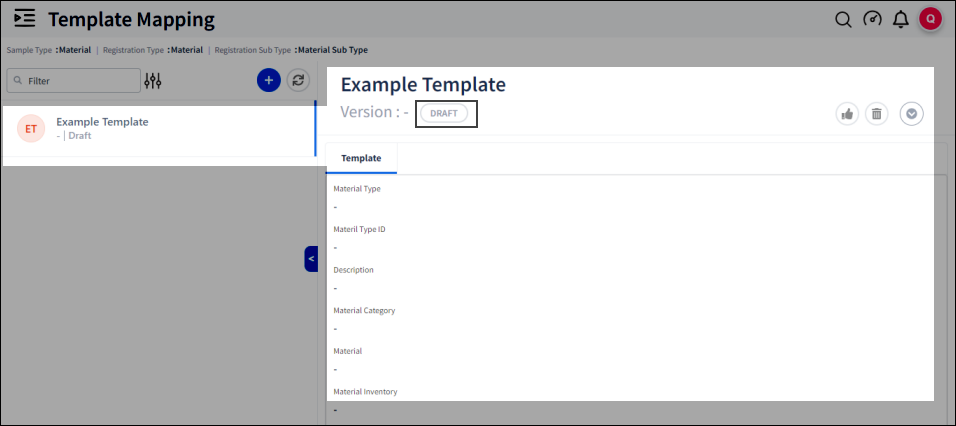 Template Mapping
Q
Sample Type :Material | Registration Type :Material | Registration Sub Type :Material Sub Type
Filter
+
ET
Example Template
- | Draft
<
Example Template
Version : - DRAFT
Template
Material Type
-
Materil Type ID
-
Description
-
Material Category
-
Material
-
Material Inventory
-